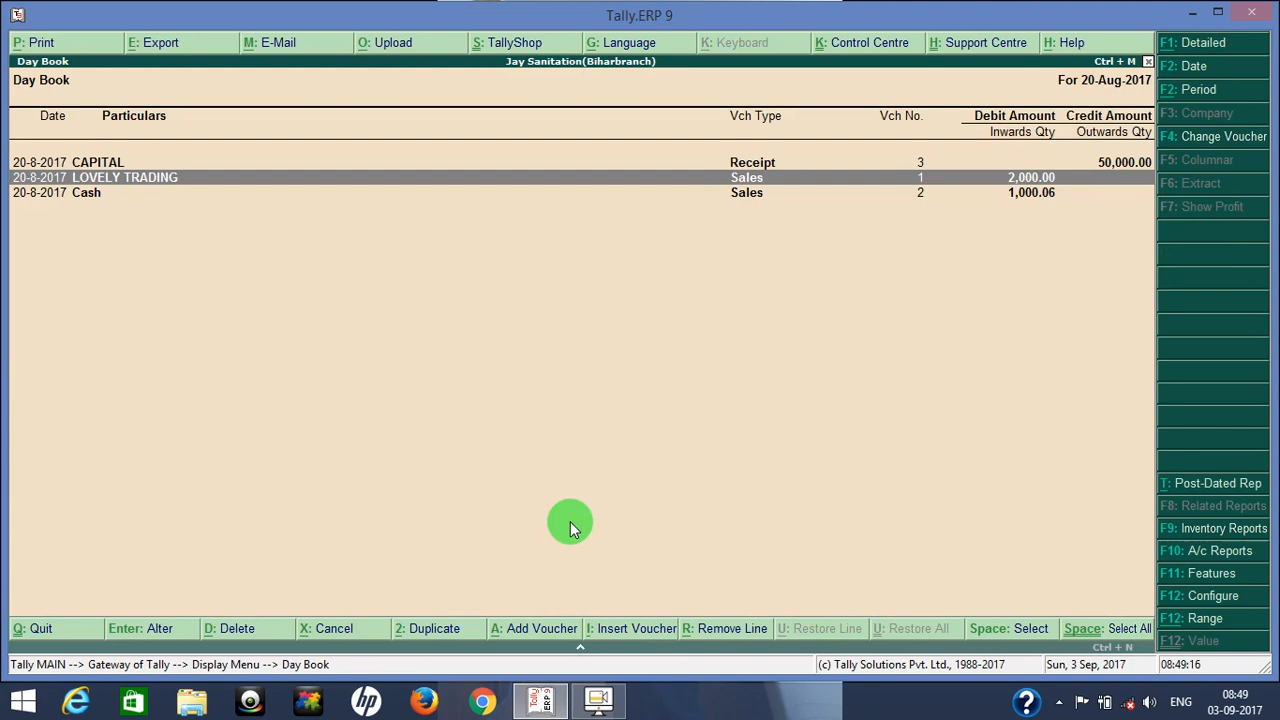 Tally.ERP 9
P: Print E: Export M: E-Mail O: Upload S: TallyShop G: Language K: Keyboard K: Control Centre H: Support Centre H: Help
Day Book Jay Sanitation(Biharbranch) Ctrl + M x
Day Book For 20-Aug-2017
Date Particulars Vch Type Vch No. Debit Amount Credit Amount
Inwards Qty Outwards Qty
20-8-2017 CAPITAL Receipt 3 50,000.00
20-8-2017 LOVELY TRADING Sales 1 2,000.00
20-8-2017 Cash Sales 2 1,000.06
F1: Detailed
F2: Date
F2: Period
F3: Company
F4: Change Voucher
F5: Columnar
F6: Extract
F7: Show Profit
T: Post-Dated Rep
F8: Related Reports
F9: Inventory Reports
F10: A/c Reports
F11: Features
F12: Configure
F12: Range
F12: Value
Q: Quit Enter: Alter D: Delete X: Cancel 2: Duplicate A: Add Voucher I: Insert Voucher R: Remove Line U: Restore Line U: Restore All Space: Select Space: Select All
Ctrl + N
Tally MAIN --> Gateway of Tally --> Display Menu --> Day Book (c) Tally Solutions Pvt. Ltd., 1988-2017 Sun, 3 Sep, 2017 08:49:16
hp Tally ERP 9 ? ENG 08:49
03-09-2017